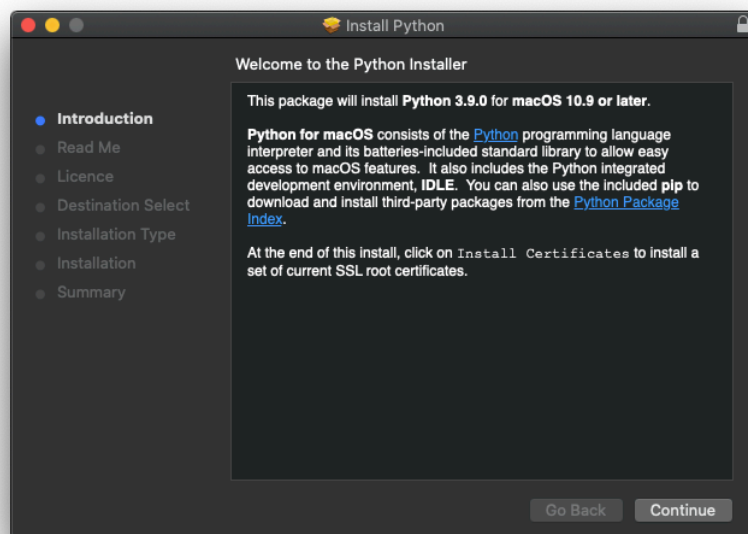 Install Python
Welcome to the Python Installer
Introduction
Read Me
Licence
Destination Select
Installation Type
Installation
Summary
This package will install Python 3.9.0 for macOS 10.9 or later.
Python for macOS consists of the Python programming language
interpreter and its batteries-included standard library to allow easy
access to macOS features.  It also includes the Python integrated
development environment, IDLE.  You can also use the included pip to
download and install third-party packages from the Python Package
Index.
At the end of this install, click on Install Certificates to install a
set of current SSL root certificates.
Go Back
Continue